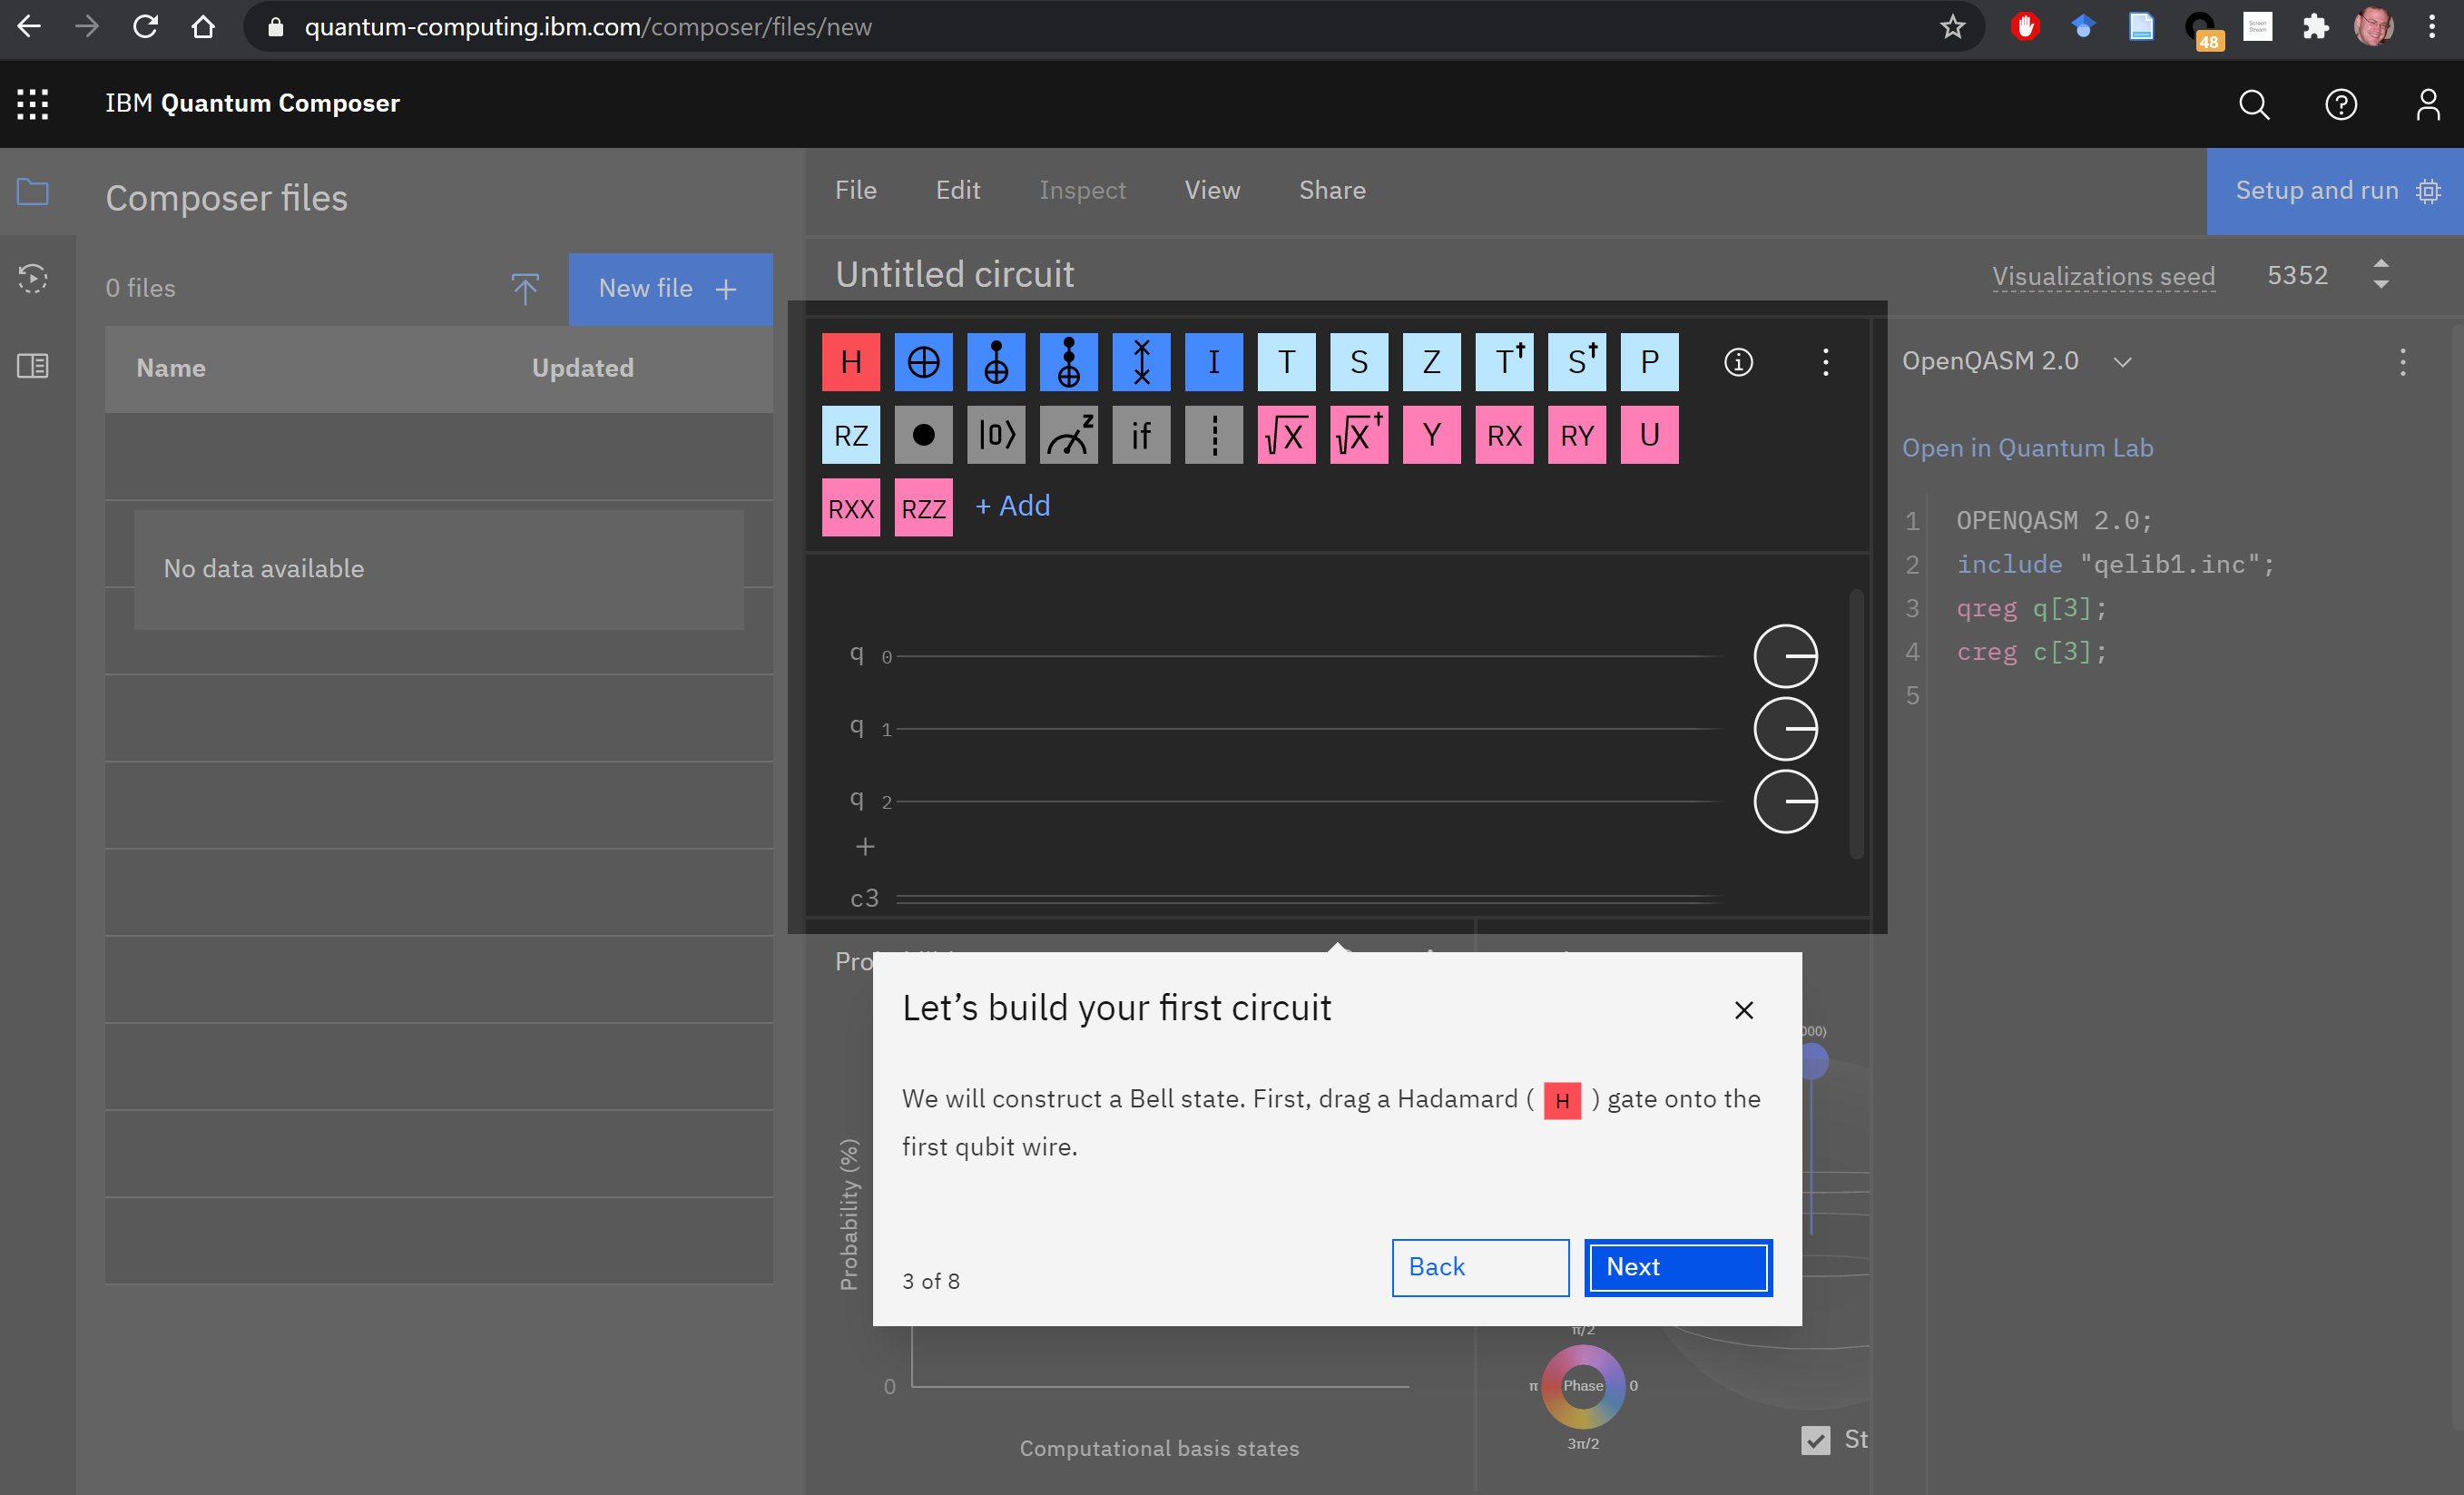 quantum-computing.ibm.com/composer/files/new
48
Screen
Stream
IBM Quantum Composer
Composer files
File Edit Inspect View Share
Setup and run
0 files
New file +
Untitled circuit
Visualizations seed 5352
Name Updated
H I T S Z T† S† P
OpenQASM 2.0
RZ |0⟩ z if √X √X† Y RX RY U
Open in Quantum Lab
RXX RZZ + Add
1 OPENQASM 2.0;
2 include "qelib1.inc";
3 qreg q[3];
4 creg c[3];
5
No data available
q 0
q 1
q 2
+
c3
Pro
Let's build your first circuit
000)
We will construct a Bell state. First, drag a Hadamard ( H ) gate onto the
first qubit wire.
Probability (%)
3 of 8
Back
Next
π/2
0
π Phase 0
3π/2
St
Computational basis states